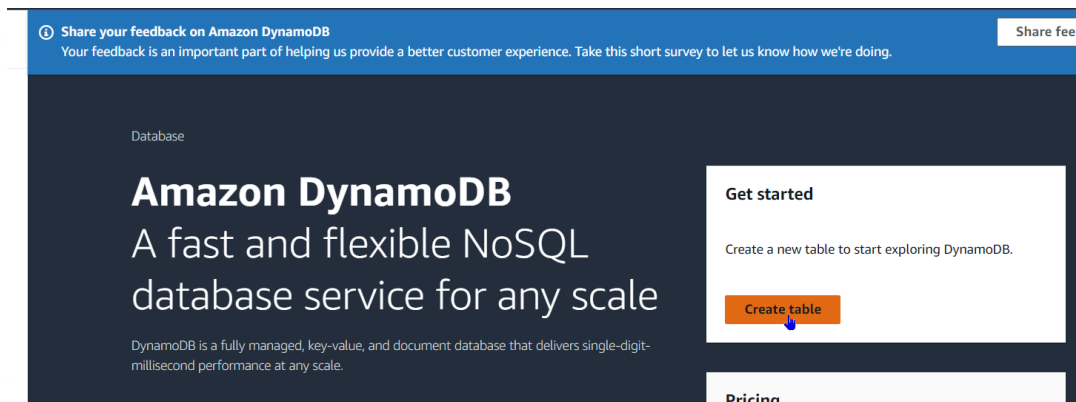 Share your feedback on Amazon DynamoDB
Your feedback is an important part of helping us provide a better customer experience. Take this short survey to let us know how we're doing.
Share fee
Database
Amazon DynamoDB
A fast and flexible NoSQL
database service for any scale
DynamoDB is a fully managed, key-value, and document database that delivers single-digit-
millisecond performance at any scale.
Get started
Create a new table to start exploring DynamoDB.
Create table
Pricing